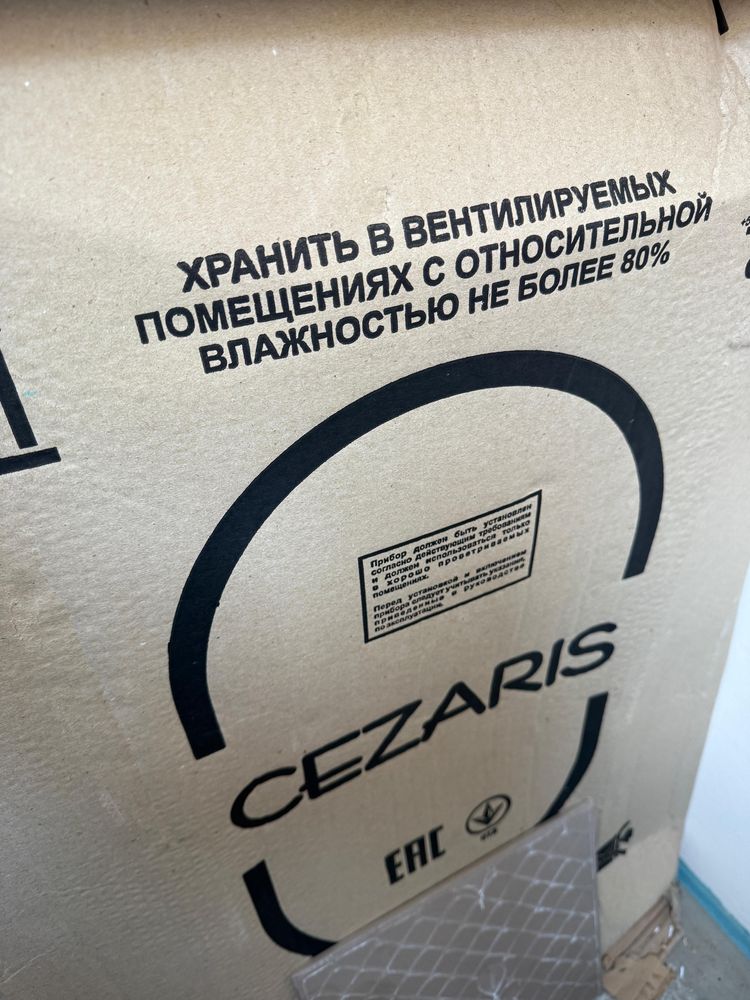 ХРАНИТЬ В ВЕНТИЛИРУЕМЫХ
ПОМЕЩЕНИЯХ С ОТНОСИТЕЛЬНОЙ
ВЛАЖНОСТЬЮ НЕ БОЛЕЕ 80%
Прибор должен быть установлен
согласно действующим требованиям
и должен использоваться только
в хорошо проветриваемых
помещениях.
Перед установкой и включением
прибора следует учитывать указания,
приведенные в руководстве
по эксплуатации.
CEZARIS
EAC